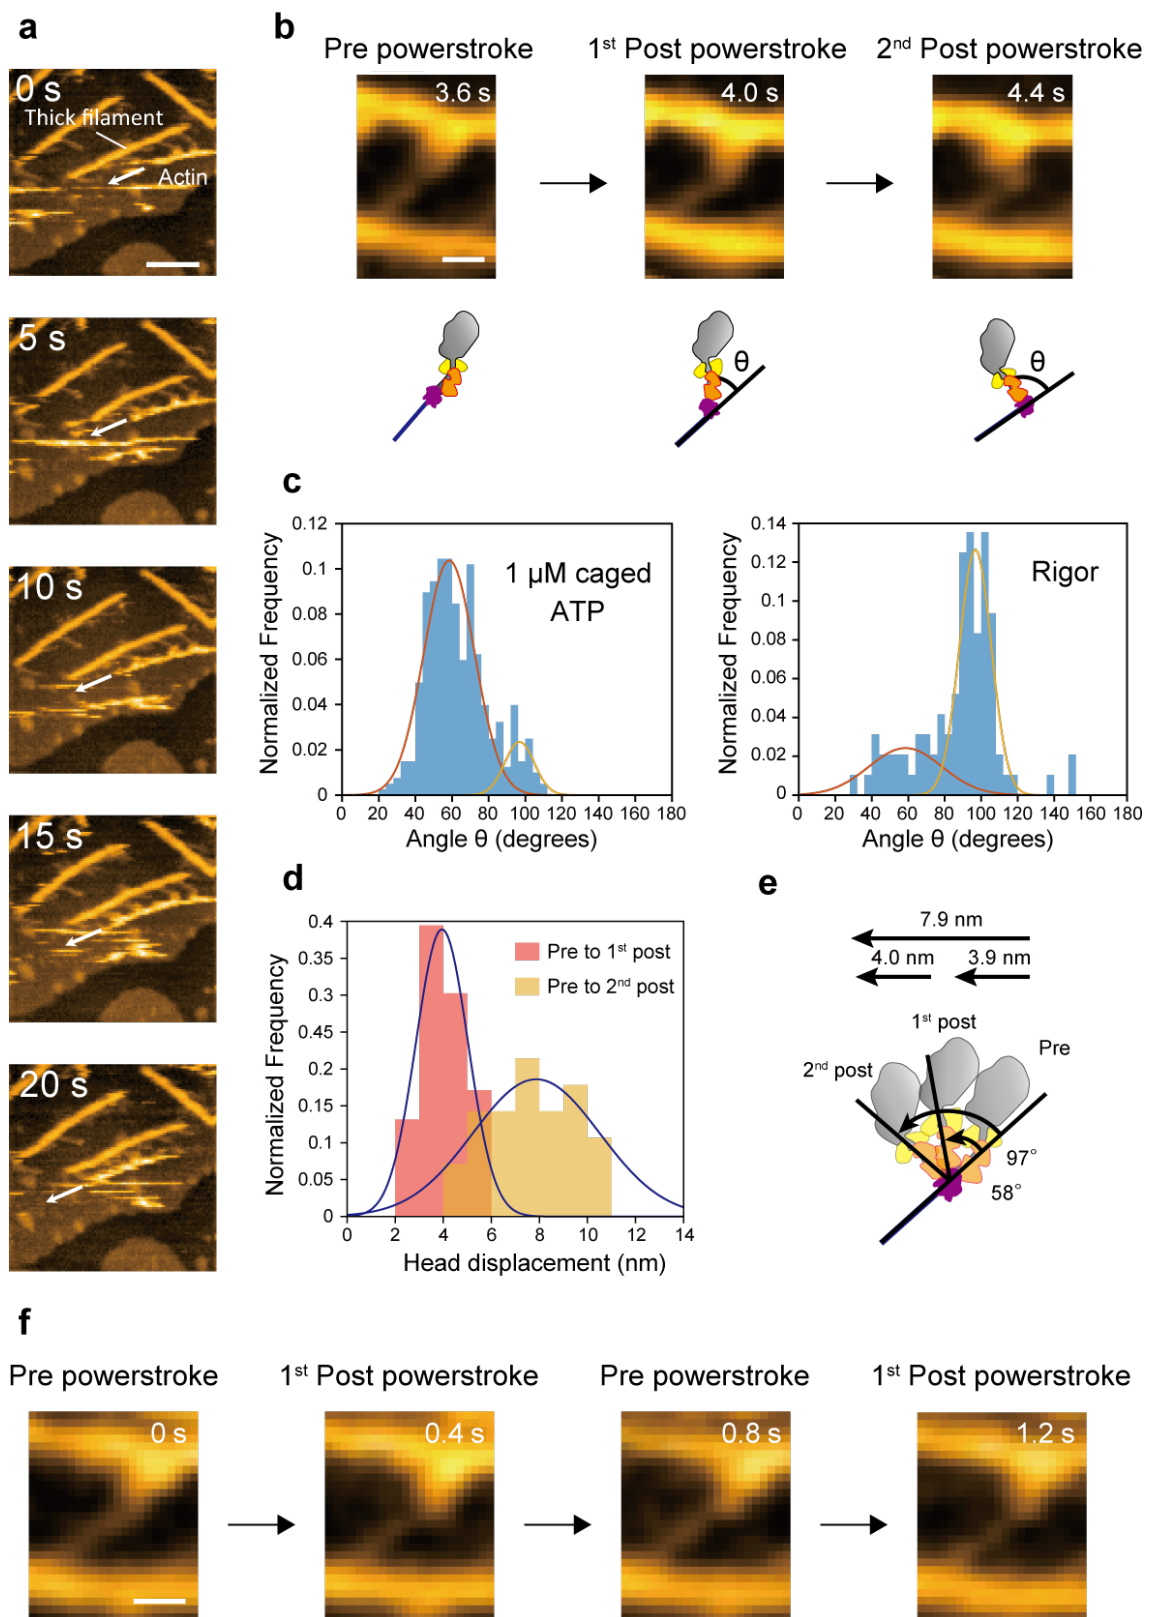 a
0 s
Thick filament
Actin
5 s
10 s
15 s
20 s
b
Pre powerstroke
1st Post powerstroke
2nd Post powerstroke
3.6 s
4.0 s
4.4 s
θ
θ
c
0.12
0.1
0.08
0.06
0.04
0.02
0
Normalized Frequency
1 μM caged
ATP
0 20 40 60 80 100 120 140 160 180
Angle θ (degrees)
0.14
0.12
0.1
0.08
0.06
0.04
0.02
0
Normalized Frequency
Rigor
0 20 40 60 80 100 120 140 160 180
Angle θ (degrees)
d
0.4
0.35
0.3
0.45
0.2
0.15
0.1
0.05
0
Normalized Frequency
Pre to 1st post
Pre to 2nd post
0 2 4 6 8 10 12 14
Head displacement (nm)
e
7.9 nm
4.0 nm
3.9 nm
1st post
Pre
2nd post
97°
58°
f
Pre powerstroke
1st Post powerstroke
Pre powerstroke
1st Post powerstroke
0 s
0.4 s
0.8 s
1.2 s